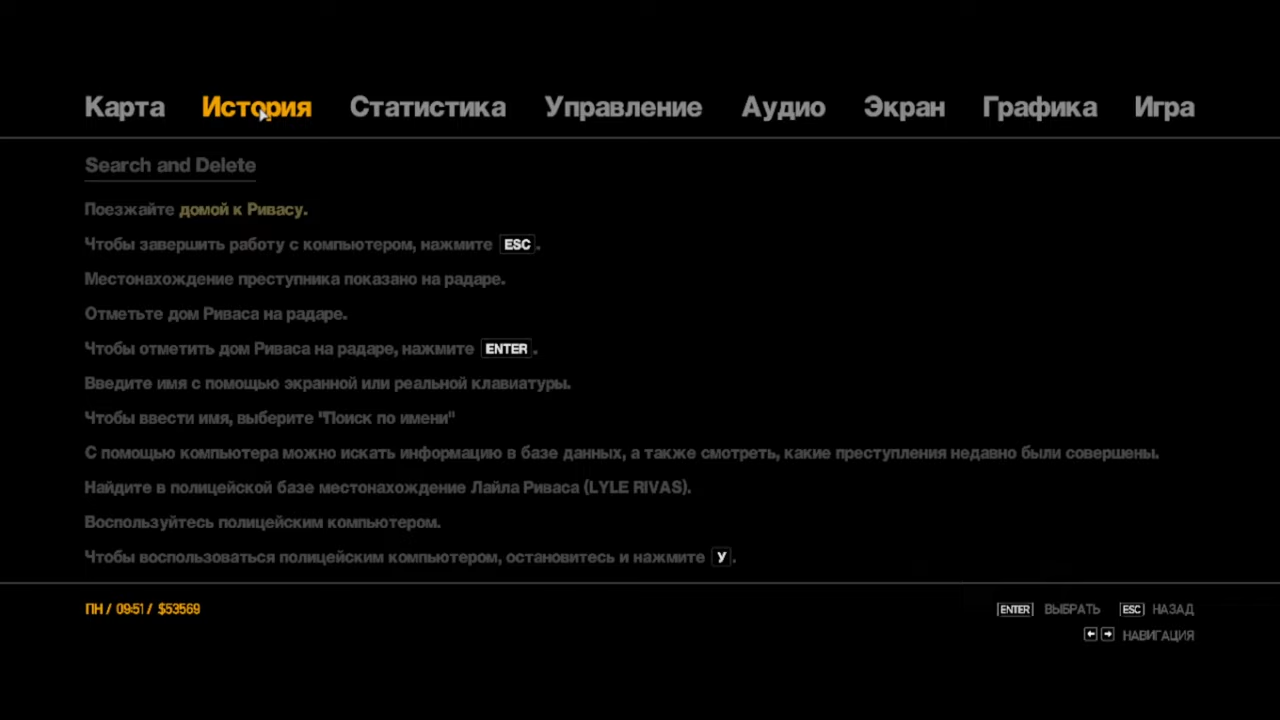 Карта История Статистика Управление Аудио Экран Графика Игра
Search and Delete
Поезжайте домой к Ривасу.
Чтобы завершить работу с компьютером, нажмите ESC.
Местонахождение преступника показано на радаре.
Отметьте дом Риваса на радаре.
Чтобы отметить дом Риваса на радаре, нажмите ENTER.
Введите имя с помощью экранной или реальной клавиатуры.
Чтобы ввести имя, выберите "Поиск по имени"
С помощью компьютера можно искать информацию в базе данных, а также смотреть, какие преступления недавно были совершены.
Найдите в полицейской базе местонахождение Лайла Риваса (LYLE RIVAS).
Воспользуйтесь полицейским компьютером.
Чтобы воспользоваться полицейским компьютером, остановитесь и нажмите У.
ПН / 09:51 / $53569
ENTER ВЫБРАТЬ ESC НАЗАД
← → НАВИГАЦИЯ